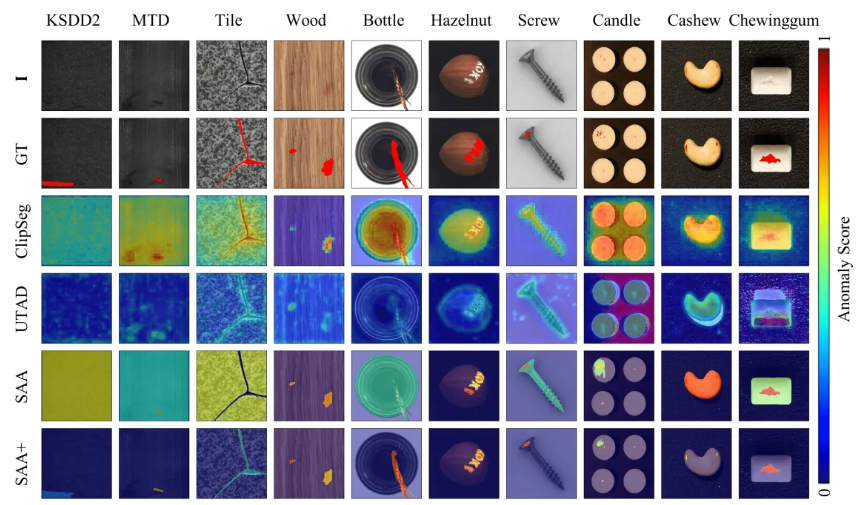 KSDD2 MTD Tile Wood Bottle Hazelnut Screw Candle Cashew Chewinggum
I
GT
ClipSeg
UTAD
SAA
SAA+
1
Anomaly Score
0